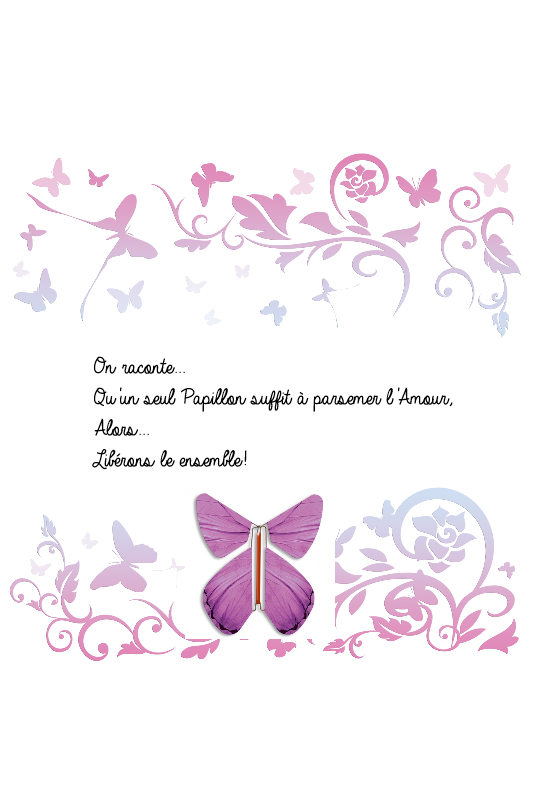 On raconte...
Qu'un seul Papillon suffit à parsemer l'Amour,
Alors...
Libérons le ensemble!